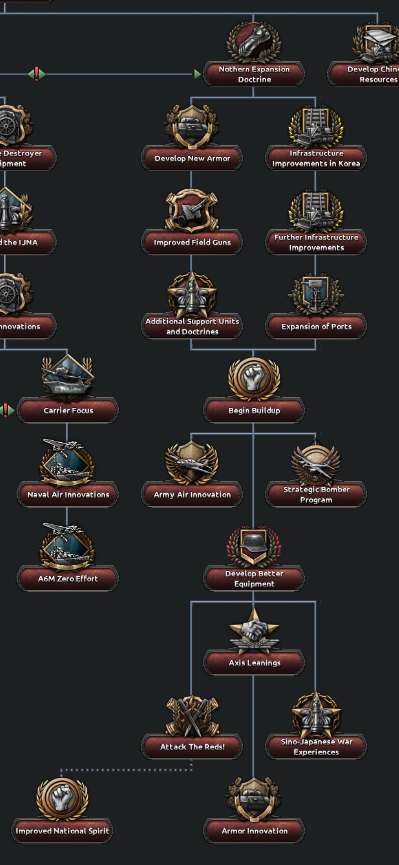 Nothern Expansion
Doctrine
Develop Chin
Resources
e Destroyer
ipment
Develop New Armor
Infrastructure
Improvements in Korea
d the IJNA
Improved Field Guns
Further Infrastructure
Improvements
nnovations
Additional Support Units
and Doctrines
Expansion of Ports
Carrier Focus
Begin Buildup
Naval Air Innovations
Army Air Innovation
Strategic Bomber
Program
A6M Zero Effort
Develop Better
Equipment
Axis Leanings
Attack The Reds!
Sino-Japanese War
Experiences
Improved National Spirit
Armor Innovation